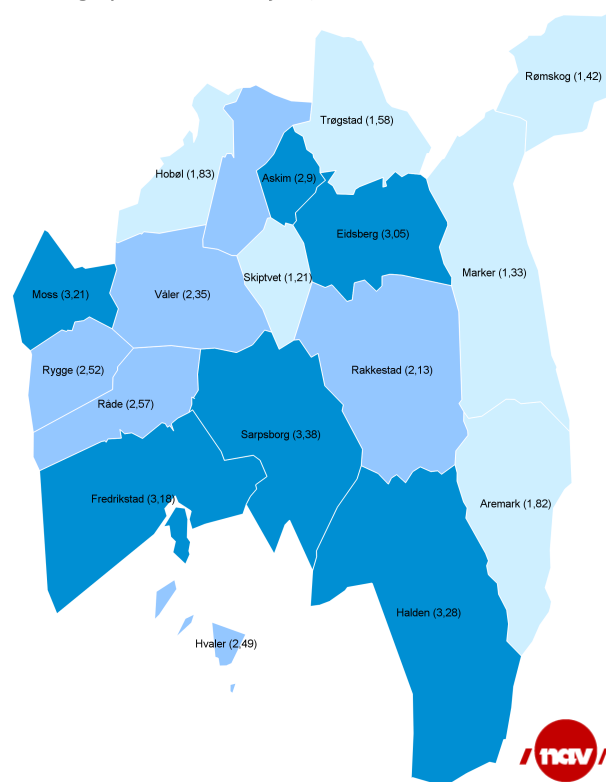 Rømskog (1,42)
Trøgstad (1,58)
Hobøl (1,83)
Askim (2,9)
Eidsberg (3,05)
Marker (1,33)
Skiptvet (1,21)
Moss (3,21)
Våler (2,35)
Rygge (2,52)
Rakkestad (2,13)
Råde (2,57)
Sarpsborg (3,38)
Fredrikstad (3,18)
Aremark (1,82)
Halden (3,28)
Hvaler (2,49)
nav